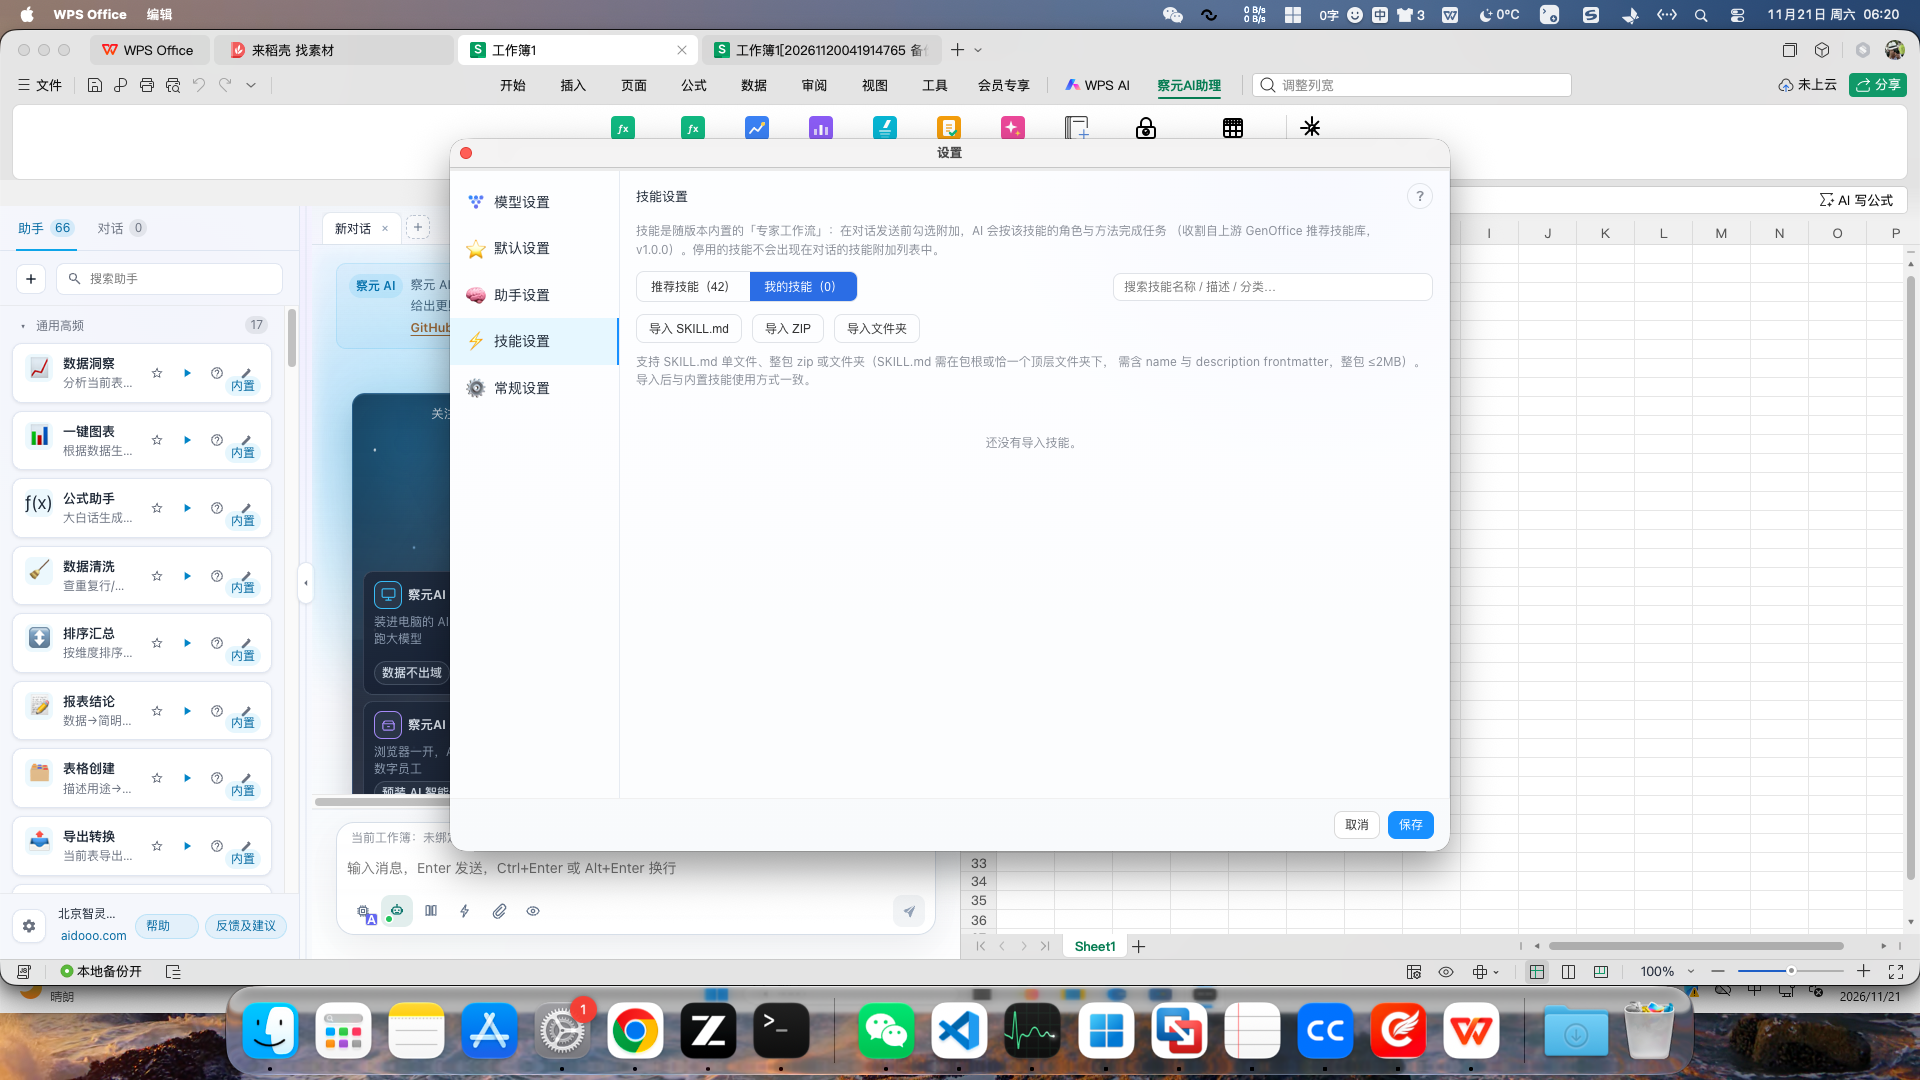 WPS Office 编辑
0 B/s
0 B/s
0字 中 3 0°C 11月21日 周六 06:20
WPS Office 来稻壳 找素材 工作簿1 工作簿1[20261120041914765 备
文件 开始 插入 页面 公式 数据 审阅 视图 工具 会员专享 WPS AI 察元AI助理 调整列宽 未上云 分享
设置
AI 写公式
助手 66 对话 0
新对话
搜索助手
通用高频 17
数据洞察
分析当前表...
内置
一键图表
根据数据生...
内置
f(x) 公式助手
大白话生成...
内置
数据清洗
查重复行/...
内置
排序汇总
按维度排序...
内置
报表结论
数据→简明...
内置
表格创建
描述用途→...
内置
导出转换
当前表导出...
内置
北京智灵...
aidooo.com
帮助 反馈及建议
察元 AI 察元 AI
给出更
GitHub
关注
察元AI
装进电脑的 AI
跑大模型
数据不出域
察元AI
浏览器一开，A
数字员工
预装 AI 智能
当前工作簿：未绑定
输入消息，Enter 发送，Ctrl+Enter 或 Alt+Enter 换行
模型设置
默认设置
助手设置
技能设置
常规设置
技能设置 ?
技能是随版本内置的「专家工作流」：在对话发送前勾选附加，AI 会按该技能的角色与方法完成任务 （收割自上游 GenOffice 推荐技能库，
v1.0.0）。停用的技能不会出现在对话的技能附加列表中。
推荐技能（42） 我的技能（0） 搜索技能名称 / 描述 / 分类...
导入 SKILL.md 导入 ZIP 导入文件夹
支持 SKILL.md 单文件、整包 zip 或文件夹（SKILL.md 需在包根或恰一个顶层文件夹下， 需含 name 与 description frontmatter，整包 ≤2MB）。
导入后与内置技能使用方式一致。
还没有导入技能。
取消 保存
I J K L M N O P
33
34
35
36
Sheet1
本地备份开 100%
晴朗
2026/11/21
1